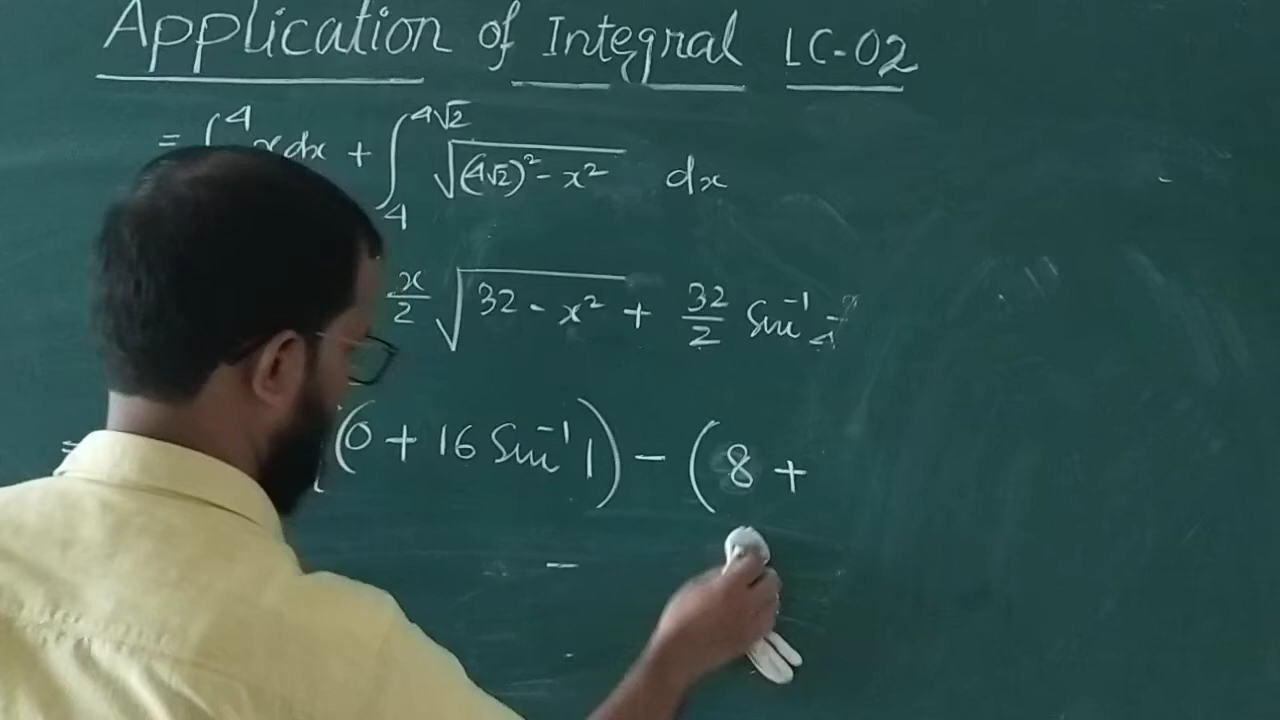 Application of Integral LC-02
= ∫ 4 x dx + ∫₄^4√2 √(4√2)² - x² dx
x/2 √32 - x² + 32/2 Sin⁻¹
= (0 + 16 Sin⁻¹ 1) - (8 +